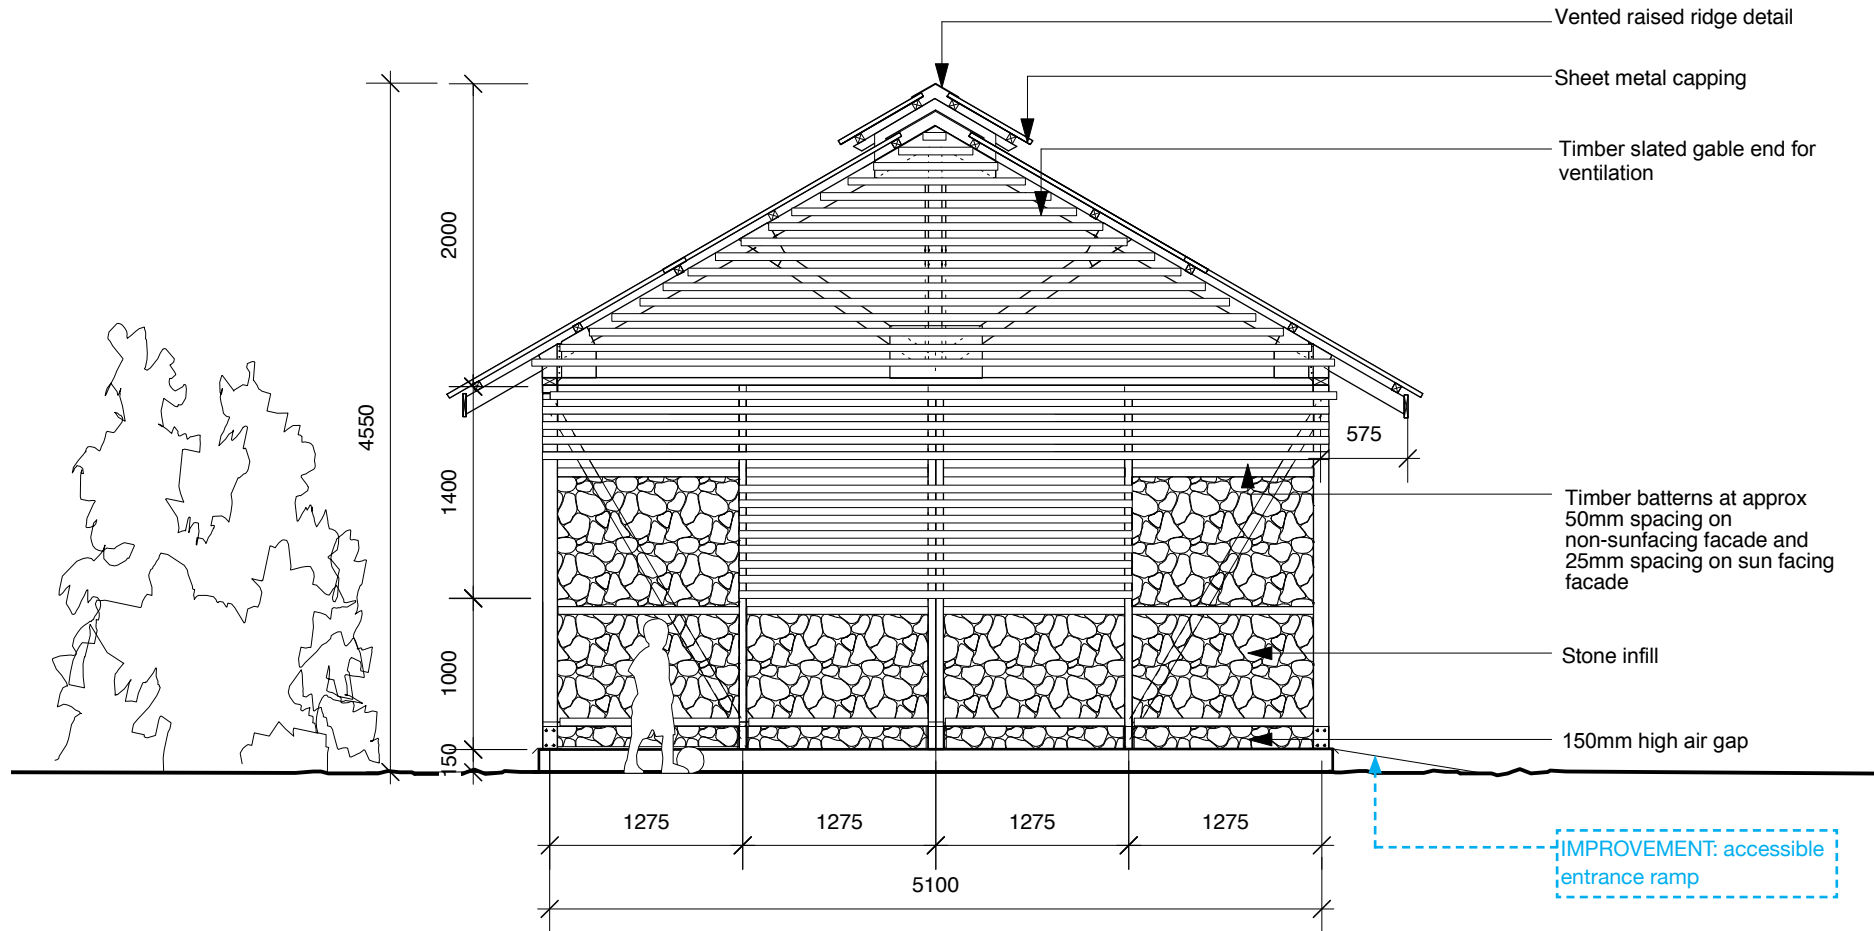 Vented raised ridge detail
Sheet metal capping
Timber slated gable end for
ventilation
2000
4550
575
1400
Timber batterns at approx
50mm spacing on
non-sunfacing facade and
25mm spacing on sun facing
facade
1000
Stone infill
150mm high air gap
150
1275
1275
1275
1275
IMPROVEMENT: accessible
entrance ramp
5100